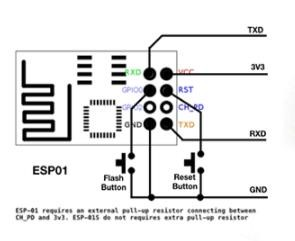 TXD
RXD VCC
3V3
GPIO0 RST
GPIO2 CH_PD
GND TXD
RXD
ESP01
Flash
Button
Reset
Button
GND
ESP-01 requires an external pull-up resistor connecting between
CH_PD and 3v3. ESP-01S do not requires extra pull-up resistor